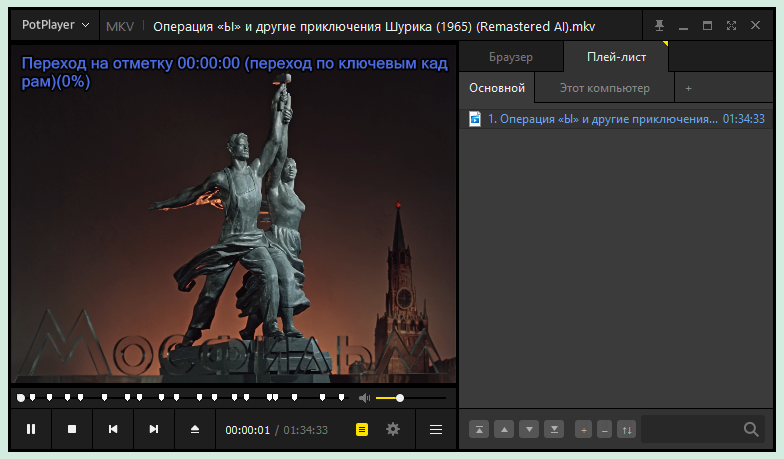 PotPlayer
MKV
Операция «Ы» и другие приключения Шурика (1965) (Remastered AI).mkv
Переход на отметку 00:00:00 (переход по ключевым кад
рам)(0%)
Мосфильм
00:00:01 / 01:34:33
Браузер
Плей-лист
Основной
Этот компьютер
+
1. Операция «Ы» и другие приключения... 01:34:33